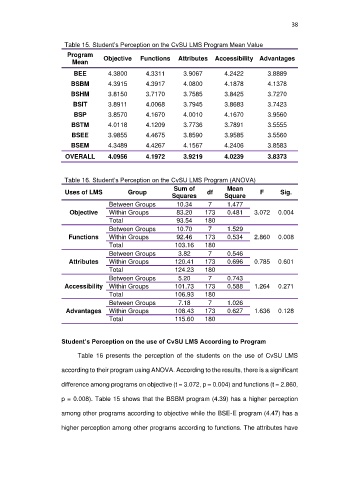 38
Table 15. Student's Perception on the CvSU LMS Program Mean Value
Program Mean Objective Functions Attributes Accessibility Advantages
BEE 4.3800 4.3311 3.9067 4.2422 3.8889
BSBM 4.3915 4.3917 4.0800 4.1878 4.1378
BSHM 3.8150 3.7170 3.7585 3.8425 3.7270
BSIT 3.8911 4.0068 3.7945 3.8683 3.7423
BSP 3.8570 4.1670 4.0010 4.1670 3.9560
BSTM 4.0118 4.1209 3.7736 3.7891 3.5555
BSEE 3.9855 4.4675 3.8590 3.9585 3.5560
BSEM 4.3489 4.4267 4.1567 4.2406 3.8583
OVERALL 4.0956 4.1972 3.9219 4.0239 3.8373
Table 16. Student's Perception on the CvSU LMS Program (ANOVA)
Uses of LMS Group Sum of Squares df Mean Square F Sig.
Between Groups 10.34 7 1.477
Objective Within Groups 83.20 173 0.481 3.072 0.004
Total 93.54 180
Between Groups 10.70 7 1.529
Functions Within Groups 92.46 173 0.534 2.860 0.008
Total 103.16 180
Between Groups 3.82 7 0.546
Attributes Within Groups 120.41 173 0.696 0.785 0.601
Total 124.23 180
Between Groups 5.20 7 0.743
Accessibility Within Groups 101.73 173 0.588 1.264 0.271
Total 106.93 180
Between Groups 7.18 7 1.026
Advantages Within Groups 108.43 173 0.627 1.636 0.128
Total 115.60 180
Student's Perception on the use of CvSU LMS According to Program
Table 16 presents the perception of the students on the use of CvSU LMS
according to their program using ANOVA. According to the results, there is a significant
difference among programs on objective (t = 3.072, p = 0.004) and functions (t = 2.860,
p = 0.008). Table 15 shows that the BSBM program (4.39) has a higher perception
among other programs according to objective while the BSE-E program (4.47) has a
higher perception among other programs according to functions. The attributes have